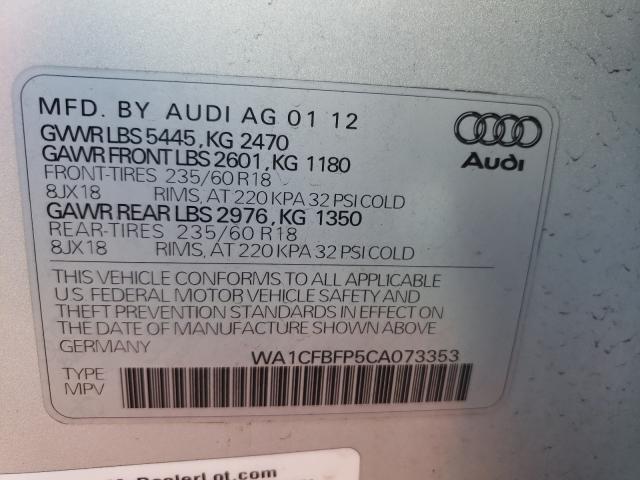 MFD. BY AUDI AG 01 12
GVWR LBS 5445, KG 2470
GAWR FRONT LBS 2601, KG 1180
FRONT-TIRES 235/60 R18
8JX18 RIMS, AT 220 KPA 32 PSI COLD
GAWR REAR LBS 2976, KG 1350
REAR-TIRES 235/60 R18
8JX18 RIMS, AT 220 KPA 32 PSI COLD
Audi
THIS VEHICLE CONFORMS TO ALL APPLICABLE
U.S. FEDERAL MOTOR VEHICLE SAFETY AND
THEFT PREVENTION STANDARDS IN EFFECT ON
THE DATE OF MANUFACTURE SHOWN ABOVE
GERMANY WA1CFBFP5CA073353
TYPE
MPV
DealerLot.com